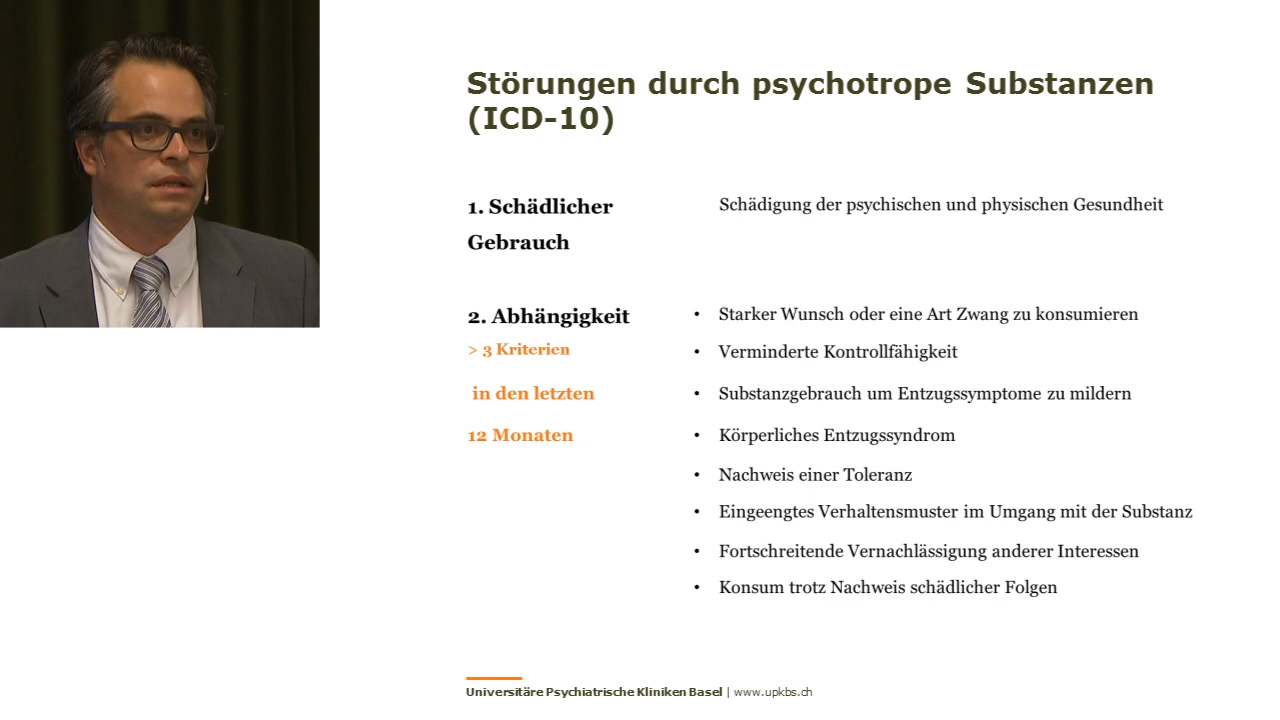 Störungen durch psychotrope Substanzen
(ICD-10)
1. Schädlicher
Gebrauch
Schädigung der psychischen und physischen Gesundheit
2. Abhängigkeit
> 3 Kriterien
in den letzten
12 Monaten
• Starker Wunsch oder eine Art Zwang zu konsumieren
• Verminderte Kontrollfähigkeit
• Substanzgebrauch um Entzugssymptome zu mildern
• Körperliches Entzugssyndrom
• Nachweis einer Toleranz
• Eingeengtes Verhaltensmuster im Umgang mit der Substanz
• Fortschreitende Vernachlässigung anderer Interessen
• Konsum trotz Nachweis schädlicher Folgen
Universitäre Psychiatrische Kliniken Basel | www.upkbs.ch